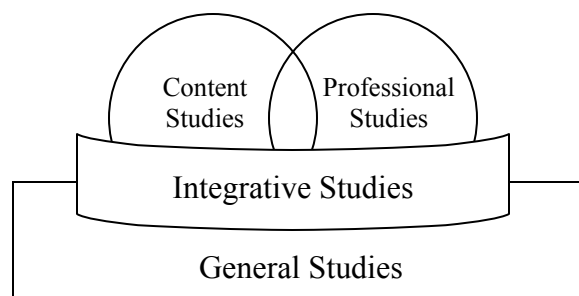 Content
Studies
Professional
Studies
Integrative Studies
General Studies